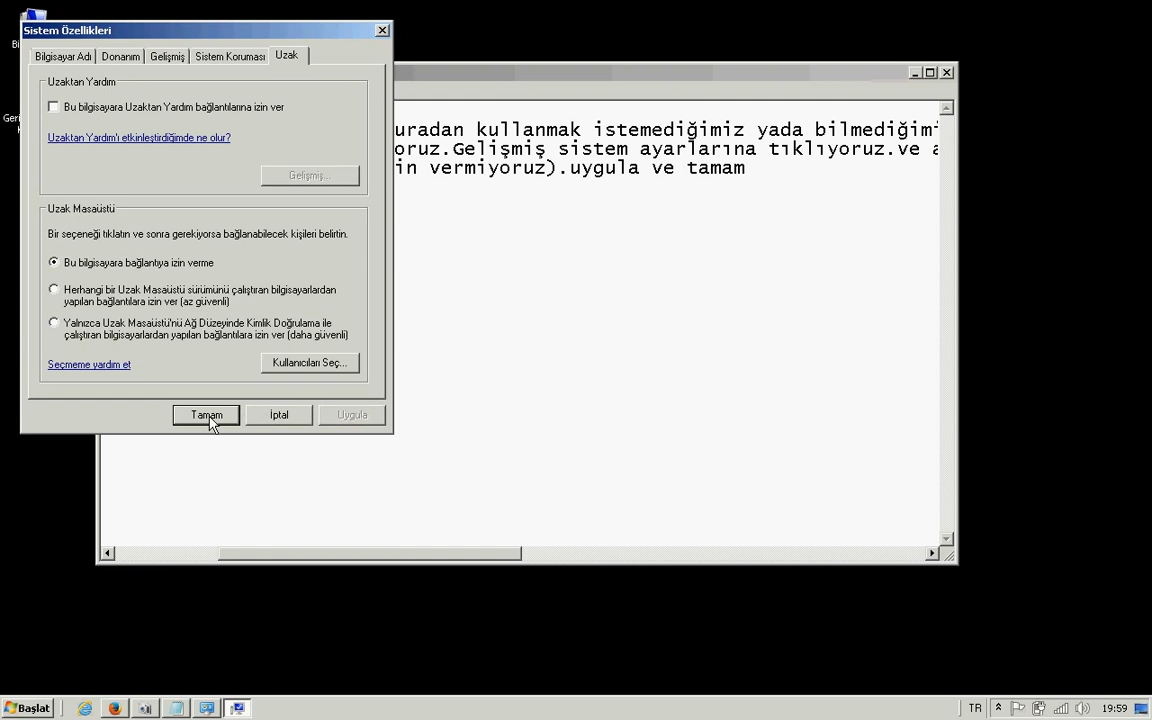 Bi
Sistem Özellikleri
Bilgisayar Adı
Donanım
Gelişmiş
Sistem Koruması
Uzak
Uzaktan Yardım
Bu bilgisayara Uzaktan Yardım bağlantılarına izin ver
Uzaktan Yardım'ı etkinleştirdiğimde ne olur?
Gelişmiş...
Uzak Masaüstü
Bir seçeneği tıklatın ve sonra gerekiyorsa bağlanabilecek kişileri belirtin.
Bu bilgisayara bağlantıya izin verme
Herhangi bir Uzak Masaüstü sürümünü çalıştıran bilgisayarlardan
yapılan bağlantılara izin ver (az güvenli)
Yalnızca Uzak Masaüstü'nü Ağ Düzeyinde Kimlik Doğrulama ile
çalıştıran bilgisayarlardan yapılan bağlantılara izin ver (daha güvenli)
Seçmeme yardım et
Kullanıcıları Seç...
Tamam
İptal
Uygula
Geri
uradan kullanmak istemediğimiz yada bilmediğimi
oruz.Gelişmiş sistem ayarlarına tıklıyoruz.ve a
in vermiyoruz).uygula ve tamam
Başlat
TR
19:59